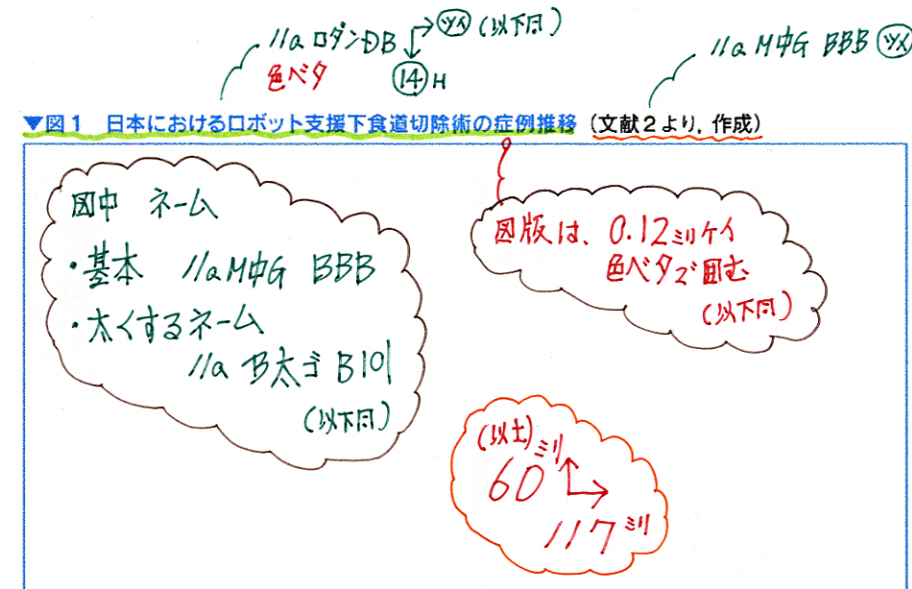 11a ロダンDB ツメ (以下同)
色ベタ 14H
11a M中G BBB ツメ
▼図1 日本におけるロボット支援下食道切除術の症例推移 (文献2より, 作成)
図中 ネーム
・基本 11a M中G BBB
・太くするネーム
11a B太ゴ B101
(以下同)
図版は、0.12ミリケイ
色ベタで囲む
(以下同)
60ミリ
117ミリ